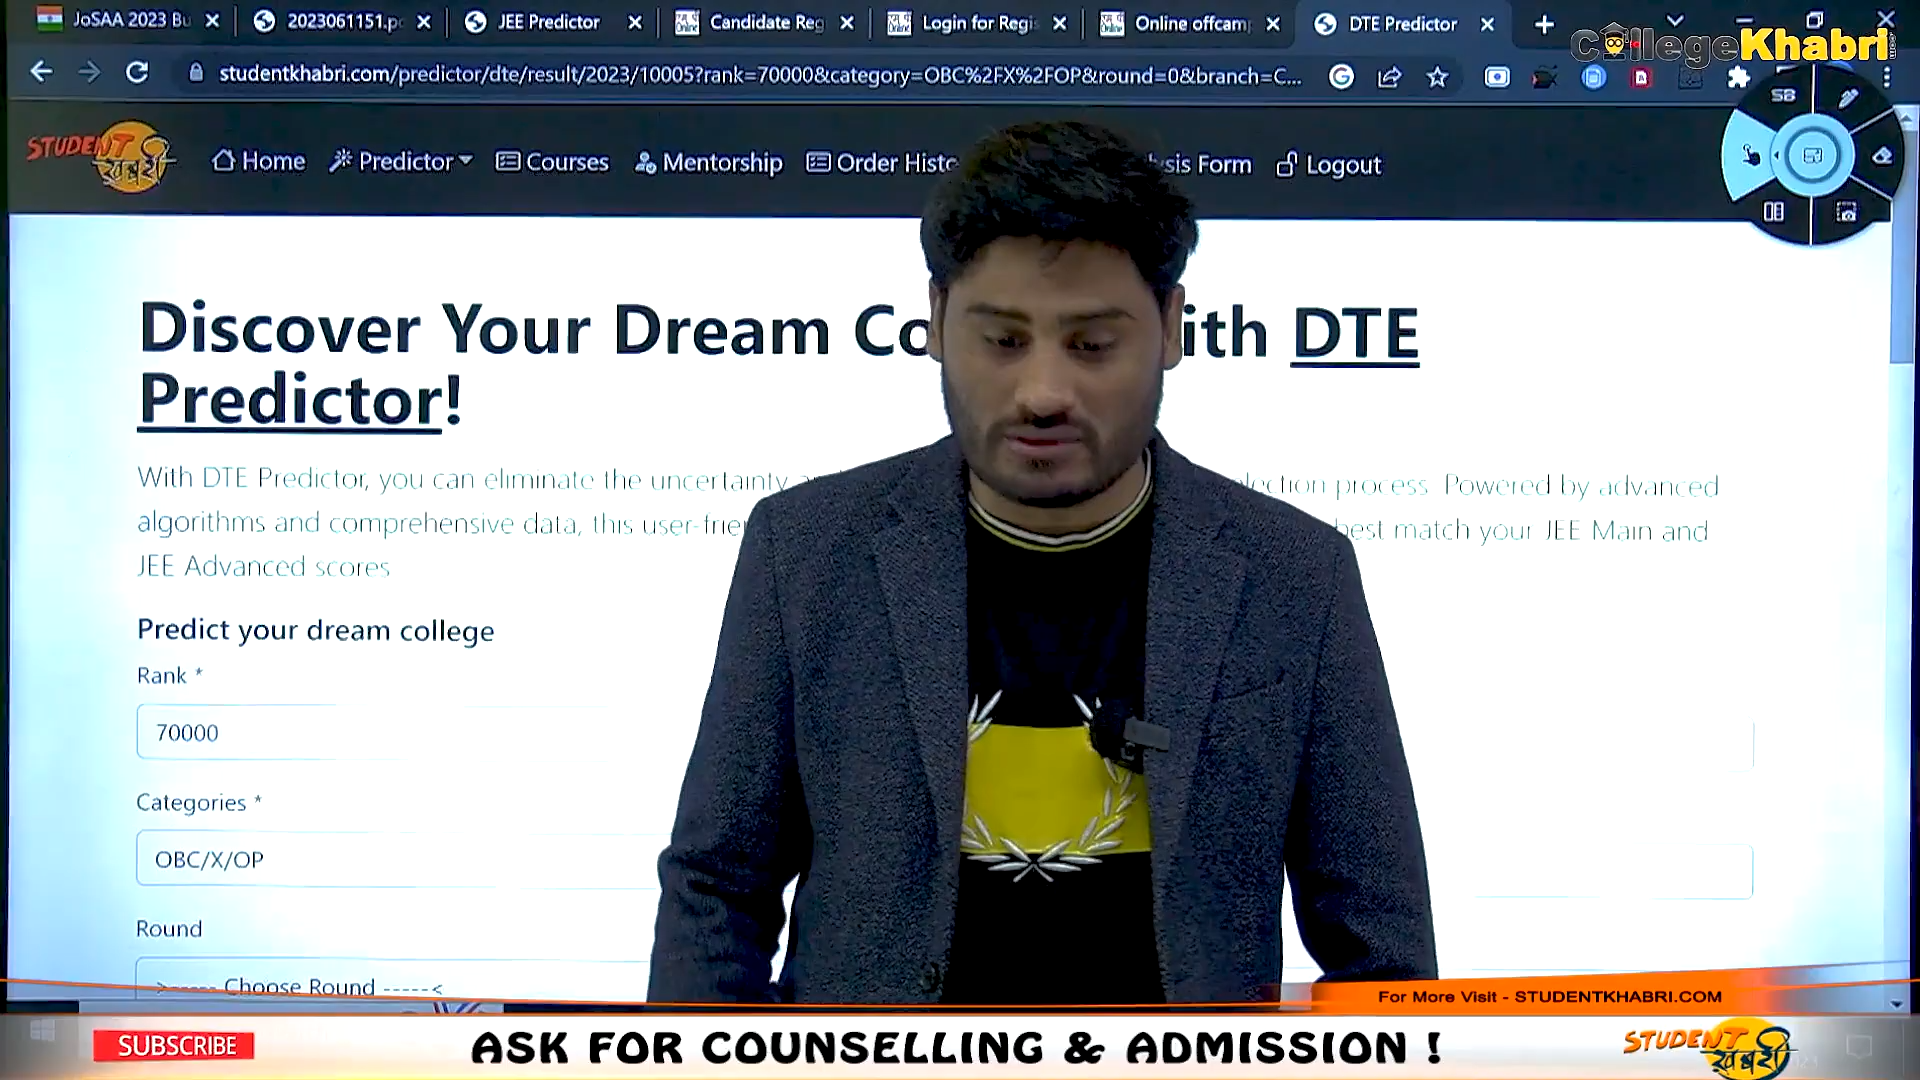 JoSAA 2023 Bu
2023061151.p
JEE Predictor
Candidate Reg
Login for Regi
Online offcam
DTE Predictor
CollegeKhabri
studentkhabri.com/predictor/dte/result/2023/10005?rank=70000&category=OBC%2FX%2FOP&round=0&branch=C...
SB
STUDENT
खबरी
Home
Predictor
Courses
Mentorship
Order Histo
sis Form
Logout
Discover Your Dream Co ith DTE
Predictor!
With DTE Predictor, you can eliminate the uncertainty lection process. Powered by advanced
algorithms and comprehensive data, this user-frie best match your JEE Main and
JEE Advanced scores
Predict your dream college
Rank *
70000
Categories *
OBC/X/OP
Round
>----- Choose Round -----<
For More Visit - STUDENTKHABRI.COM
SUBSCRIBE
ASK FOR COUNSELLING & ADMISSION !
STUDENT
खबरी